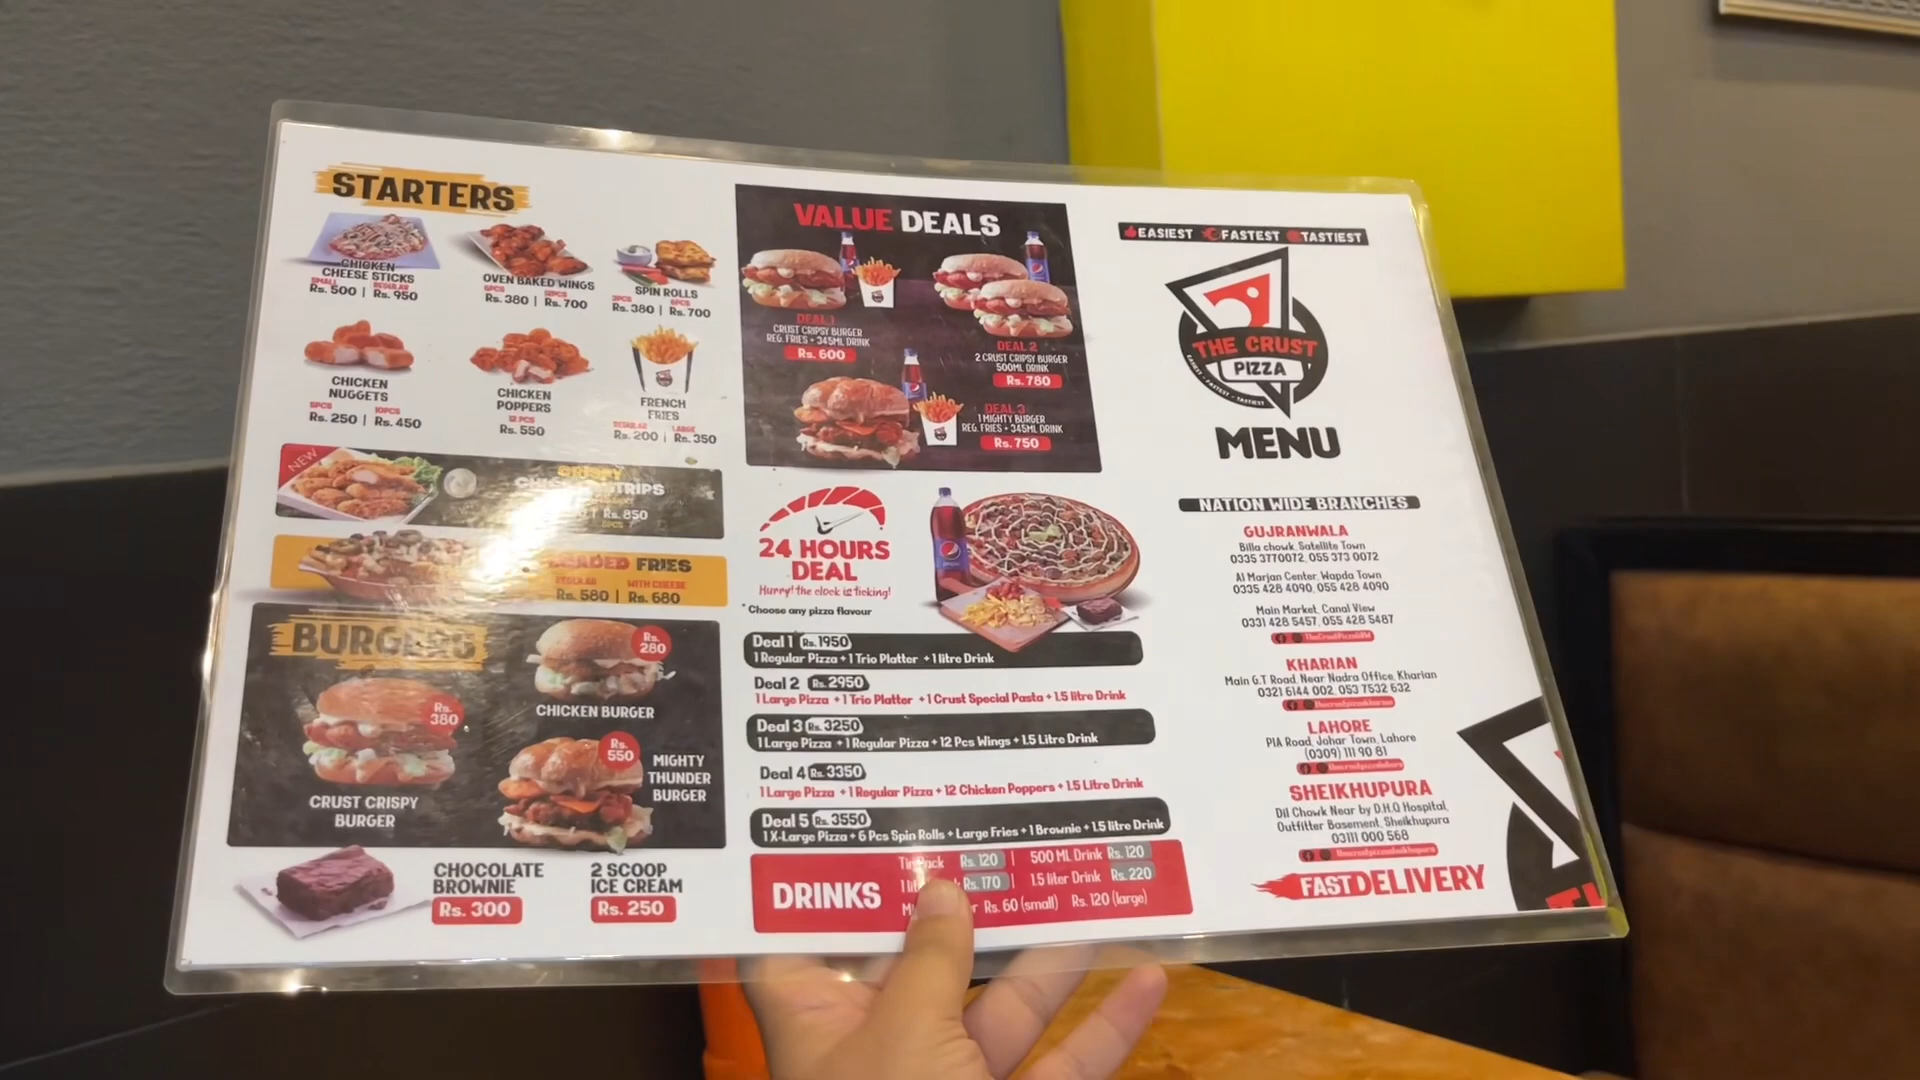 STARTERS
CHICKEN
CHEESE STICKS
SMALL REGULAR
Rs. 500 | Rs. 950
OVEN BAKED WINGS
6PCS 12PCS
Rs. 380 | Rs. 700
SPIN ROLLS
3PCS 6PCS
Rs. 380 | Rs. 700
CHICKEN
NUGGETS
5PCS 10PCS
Rs. 250 | Rs. 450
CHICKEN
POPPERS
12 PCS
Rs. 550
FRENCH
FRIES
REGULAR LARGE
Rs. 200 | Rs. 350
NEW
CRISPY
STRIPS
| Rs. 850
LOADED FRIES
REGULAR WITH CHEESE
Rs. 580 | Rs. 680
BURGERS
Rs.
280
CHICKEN BURGER
Rs.
380
CRUST CRISPY
BURGER
Rs.
550
MIGHTY
THUNDER
BURGER
CHOCOLATE
BROWNIE
Rs. 300
2 SCOOP
ICE CREAM
Rs. 250
VALUE DEALS
DEAL 1
CRUST CRIPSY BURGER
REG. FRIES + 345ML DRINK
Rs. 600
DEAL 2
2 CRUST CRIPSY BURGER
500ML DRINK
Rs. 780
DEAL 3
1 MIGHTY BURGER
REG. FRIES + 345ML DRINK
Rs. 750
24 HOURS
DEAL
Hurry! the clock is ticking!
* Choose any pizza flavour
Deal 1 Rs. 1950
1 Regular Pizza + 1 Trio Platter + 1 litre Drink
Deal 2 Rs. 2950
1 Large Pizza + 1 Trio Platter + 1 Crust Special Pasta + 1.5 litre Drink
Deal 3 Rs. 3250
1 Large Pizza + 1 Regular Pizza + 12 Pcs Wings + 1.5 Litre Drink
Deal 4 Rs. 3350
1 Large Pizza + 1 Regular Pizza + 12 Chicken Poppers + 1.5 Litre Drink
Deal 5 Rs. 3550
1 X-Large Pizza + 6 Pcs Spin Rolls + Large Fries + 1 Brownie + 1.5 litre Drink
DRINKS
Rs. 120 | 500 ML Drink Rs. 120
Rs. 170 | 1.5 liter Drink Rs. 220
Rs. 60 (small) Rs. 120 (large)
EASIEST FASTEST TASTIEST
THE CRUST
PIZZA
EASIEST - FASTEST - TASTIEST
MENU
NATION WIDE BRANCHES
GUJRANWALA
Billa chowk, Satellite Town
0335 3770072, 055 373 0072
Al Marjan Center, Wapda Town
0335 428 4090, 055 428 4090
Main Market, Canal View
0331 428 5457, 055 428 5487
KHARIAN
Main G.T Road, Near Nadra Office, Kharian
0321 6144 002, 053 7532 632
LAHORE
PIA Road, Johar Town, Lahore
(0309) 111 90 81
SHEIKHUPURA
Dil Chowk Near by D.H.Q Hospital,
Outfitter Basement, Sheikhupura
03111 000 568
FAST DELIVERY